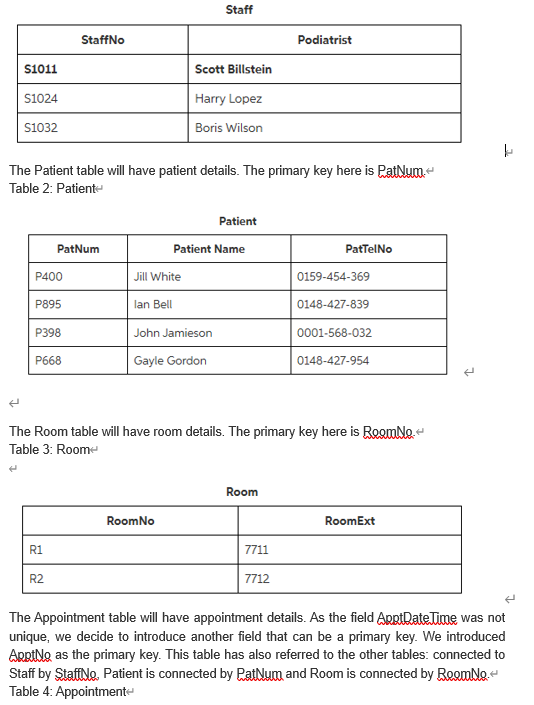 Staff
StaffNo Podiatrist
S1011 Scott Billstein
S1024 Harry Lopez
S1032 Boris Wilson
The Patient table will have patient details. The primary key here is PatNum.
Table 2: Patient
Patient
PatNum Patient Name PatTelNo
P400 Jill White 0159-454-369
P895 Ian Bell 0148-427-839
P398 John Jamieson 0001-568-032
P668 Gayle Gordon 0148-427-954
The Room table will have room details. The primary key here is RoomNo.
Table 3: Room
Room
RoomNo RoomExt
R1 7711
R2 7712
The Appointment table will have appointment details. As the field ApptDateTime was not
unique, we decide to introduce another field that can be a primary key. We introduced
ApptNo as the primary key. This table has also referred to the other tables: connected to
Staff by StaffNo, Patient is connected by PatNum and Room is connected by RoomNo.
Table 4: Appointment